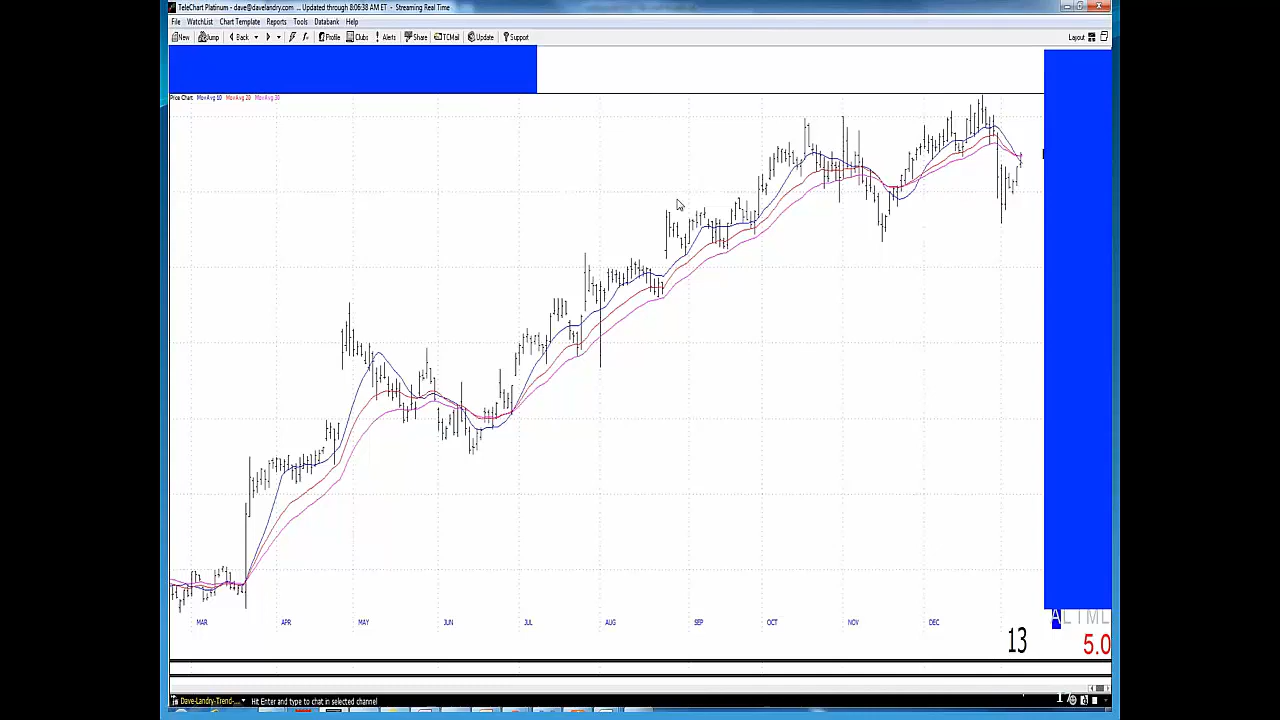 TeleChart Platinum - dave@davelandry.com ... Updated through 8:06:38 AM ET - Streaming Real Time
File WatchList Chart Template Reports Tools Databank Help
New Jump Back Profile Clubs Alerts Share TCMail Update Support Layout
Price Chart MovAvg 10 MovAvg 20 MovAvg 30
MAR APR MAY JUN JUL AUG SEP OCT NOV DEC
13
5.0
Dave-Landry-Trend-... Hit Enter and type to chat in selected channel